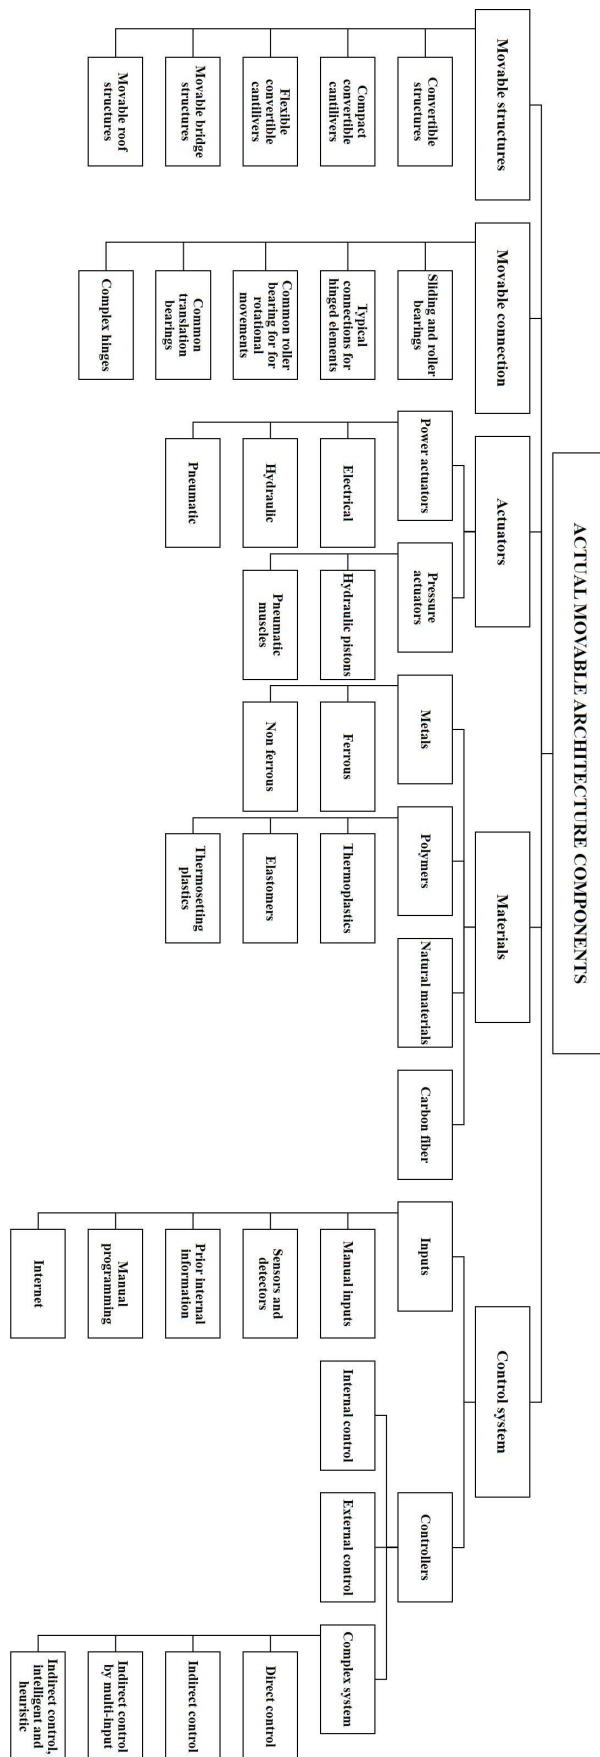 ACTUAL MOVABLE ARCHITECTURE COMPONENTS
Movable structures
Convertible
structures
Compact
convertible
cantilivers
Flexible
convertible
cantilivers
Movable bridge
structures
Movable roof
structures
Movable connection
Sliding and roller
bearings
Typical
connections for
hinged elements
Common roller
bearing for for
rotational
movements
Common
translation
bearings
Complex hinges
Actuators
Power actuators
Electrical
Hydraulic
Pneumatic
Pressure
actuators
Hydraulic pistons
Pneumatic
muscles
Materials
Metals
Ferrous
Non ferrous
Polymers
Thermoplastics
Elastomers
Thermosetting
plastics
Natural materials
Carbon fiber
Control system
Inputs
Manual inputs
Sensors and
detectors
Prior internal
information
Manual
programming
Internet
Controllers
Internal control
External control
Complex system
Direct control
Indirect control
Indirect control
by multi-input
Indirect control,
intelligent and
heuristic